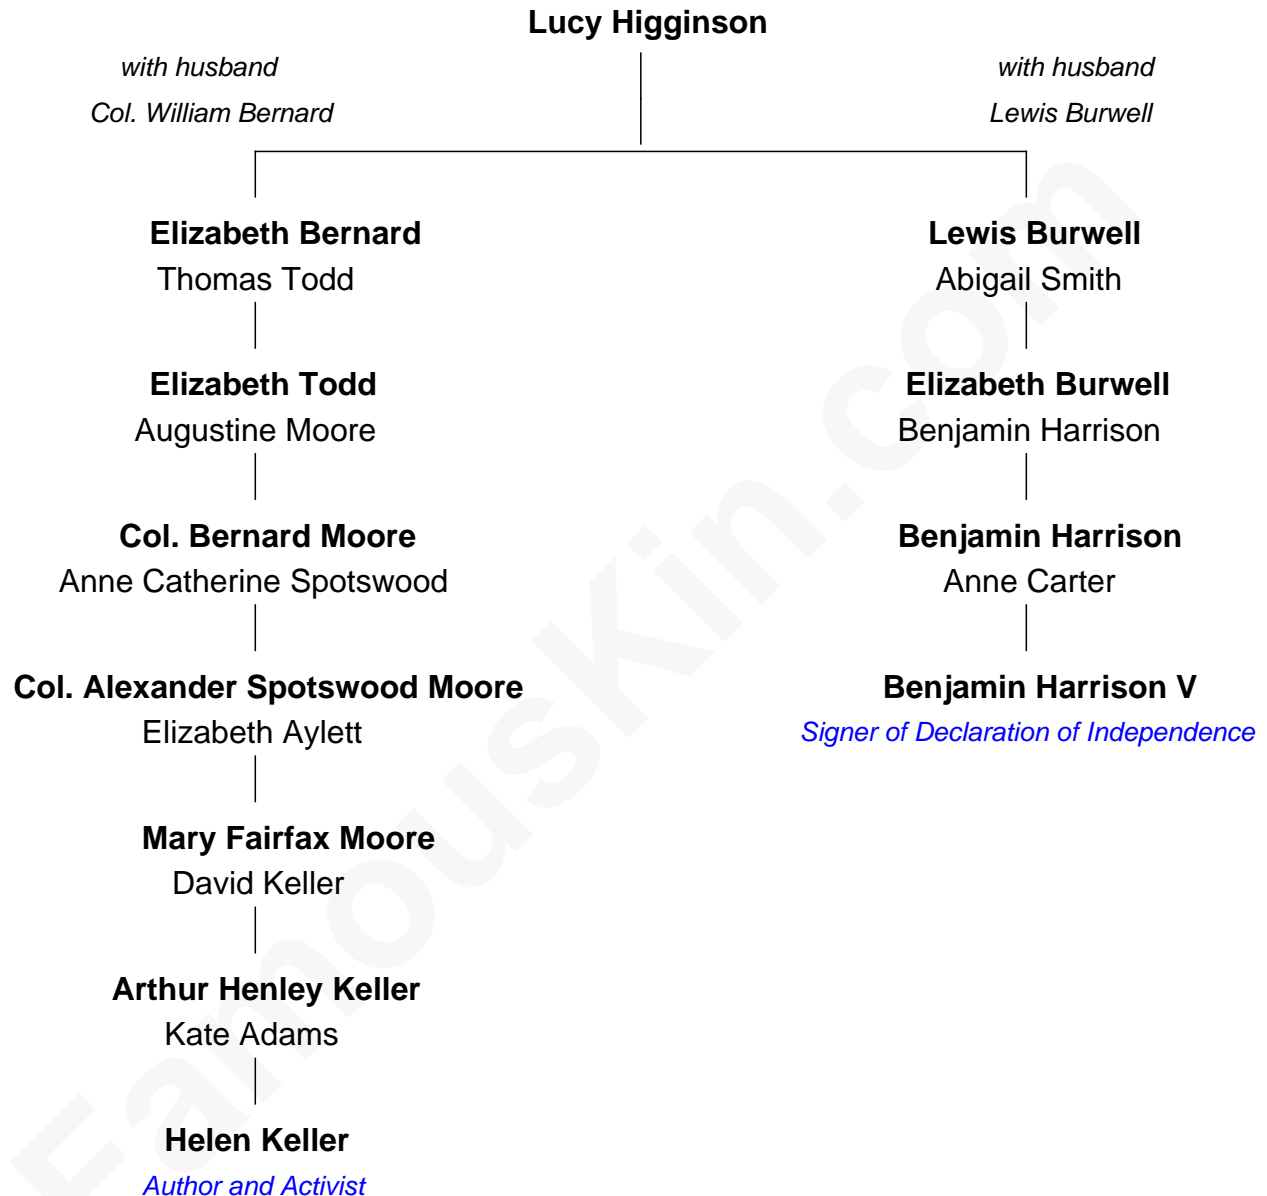 Lucy Higginson
with husband
Col. William Bernard
with husband
Lewis Burwell
Elizabeth Bernard
Thomas Todd
Lewis Burwell
Abigail Smith
Elizabeth Todd
Augustine Moore
Elizabeth Burwell
Benjamin Harrison
Col. Bernard Moore
Anne Catherine Spotswood
Benjamin Harrison
Anne Carter
Col. Alexander Spotswood Moore
Elizabeth Aylett
Benjamin Harrison V
Signer of Declaration of Independence
Mary Fairfax Moore
David Keller
Arthur Henley Keller
Kate Adams
Helen Keller
Author and Activist
FamousKin.com